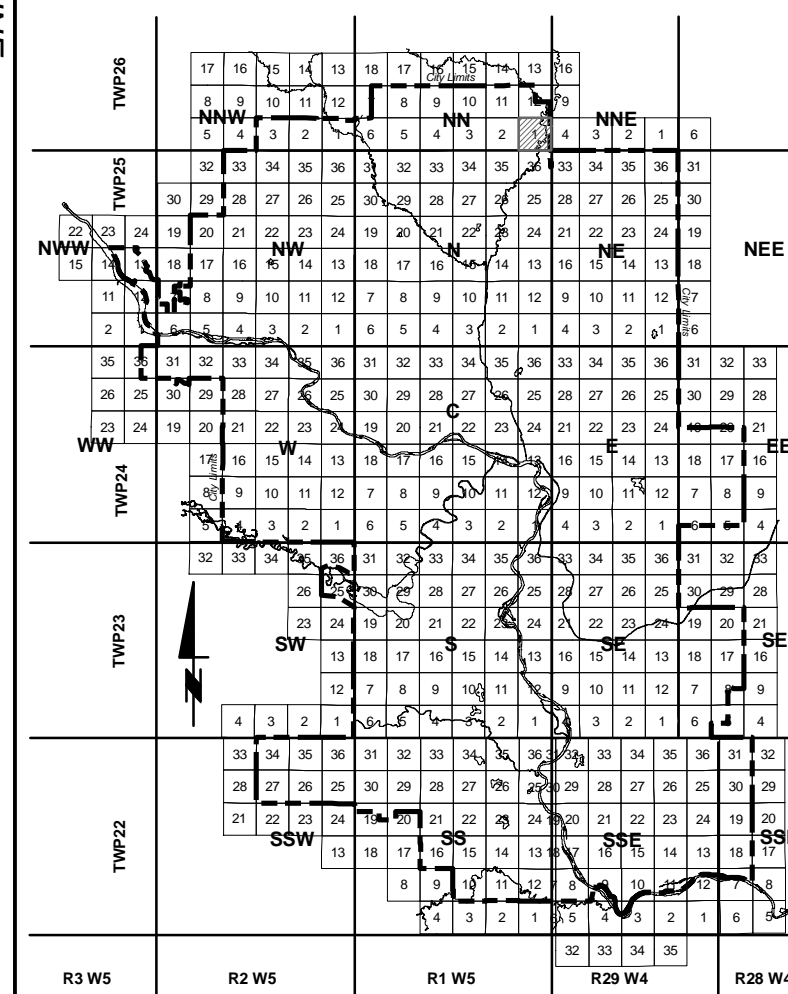 17 16 15 14 13 18 17 16 15 14 13 16
City Limits
TWP26
8 9 10 11 12 8 9 10 11 12 9
NNW NN NNE
5 4 3 2 1 6 5 4 3 2 1 4 3 2 1 6
32 33 34 35 36 31 32 33 34 35 36 33 34 35 36 31
TWP25
30 29 28 27 26 25 30 29 28 27 26 25 28 27 26 25 30
22 23 24 19 20 21 22 23 24 19 20 21 22 23 24 21 22 23 24 19
NWW NW N NE NEE
15 14 18 17 16 15 14 13 18 17 16 15 14 13 16 15 14 13 18
11 8 9 10 11 12 7 8 9 10 11 12 9 10 11 12 7
City Limits
2 6 5 4 3 2 1 6 5 4 3 2 1 4 3 2 1 6
35 36 31 32 33 34 35 36 31 32 33 34 35 36 33 34 35 36 31 32 33
26 25 30 29 28 27 26 25 30 29 28 27 26 25 28 27 26 25 30 29 28
C
23 24 19 20 21 22 23 24 19 20 21 22 23 24 21 22 23 24 19 20 21
WW W E EE
17 16 15 14 13 18 17 16 15 14 13 16 15 14 13 18 17 16
City Limits
TWP24
8 9 10 11 12 7 8 9 10 11 12 9 10 11 12 7 8 9
5 4 3 2 1 6 5 4 3 2 1 4 3 2 1 6 5 4
32 33 34 35 36 31 32 33 34 35 36 33 34 35 36 31 32 33
26 25 30 29 28 27 26 25 28 27 26 25 30 29 28
23 24 19 20 21 22 23 24 21 22 23 24 19 20 21
TWP23
SW S SE SE
13 18 17 16 15 14 13 16 15 14 13 18 17 16
N
12 7 8 9 10 11 12 9 10 11 12 7 8 9
4 3 2 1 6 5 4 3 2 1 4 3 2 1 6 4
33 34 35 36 31 32 33 34 35 36 31 32 33 34 35 36 31 32
28 27 26 25 30 29 28 27 26 25 30 29 28 27 26 25 30 29
21 22 23 24 19 20 21 22 23 24 19 20 21 22 23 24 19 20
TWP22
SSW SS SSE SS
13 18 17 16 15 14 13 18 17 16 15 14 13 18 17
8 9 10 11 12 7 8 9 10 11 12 7 8
4 3 2 1 6 5 4 3 2 1 6 5
32 33 34 35
R3 W5 R2 W5 R1 W5 R29 W4 R28 W4